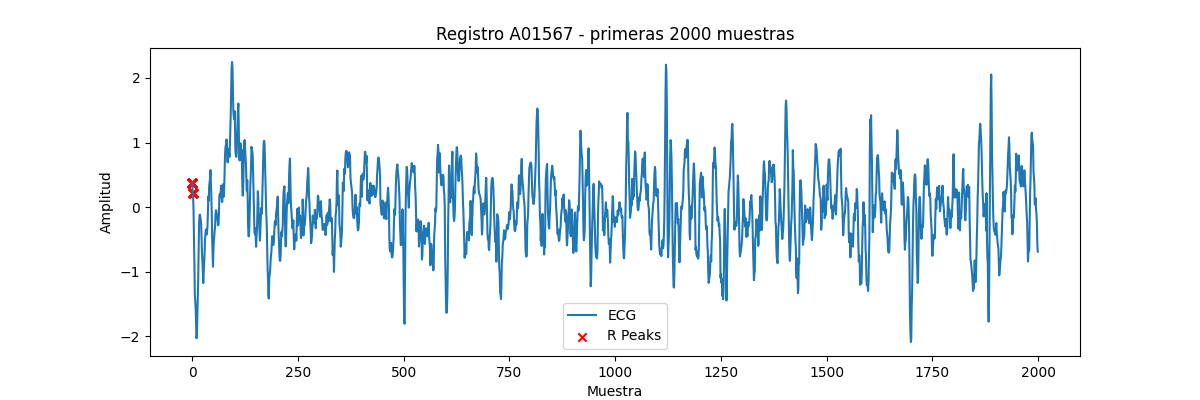 Registro A01567 - primeras 2000 muestras
Amplitud
2
1
0
−1
−2
ECG
R Peaks
0 250 500 750 1000 1250 1500 1750 2000
Muestra